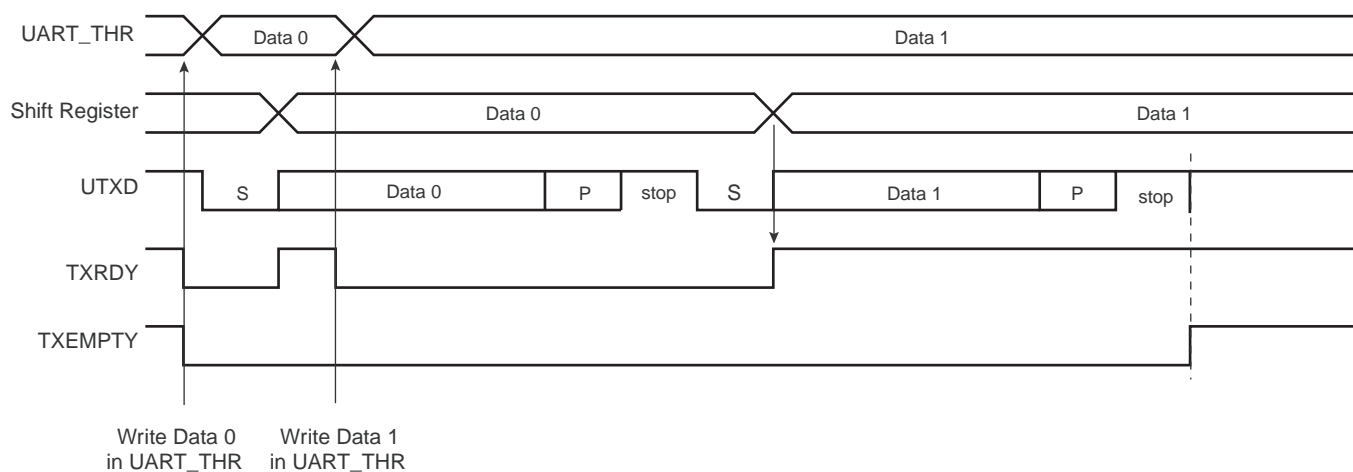 UART_THR Data 0 Data 1
Shift Register Data 0 Data 1
UTXD S Data 0 P stop S Data 1 P stop
TXRDY
TXEMPTY
Write Data 0 Write Data 1
in UART_THR in UART_THR